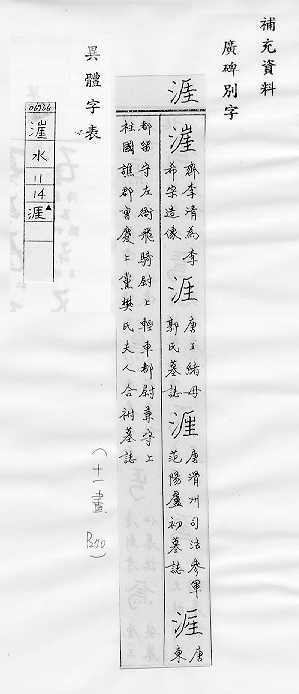 補充資料
廣碑別字
涯
漄 齊李清為李希宗造像 涯 唐王緒母郭氏墓誌 涯 唐滑州司法參軍范陽盧初墓誌 涯 唐東
都留守左衛飛騎尉上輕車都尉兼守上柱國譙郡曹慶上黨樊氏夫人合祔墓誌
(十一畫 B30)
異體字表
漄
水
11
14
涯